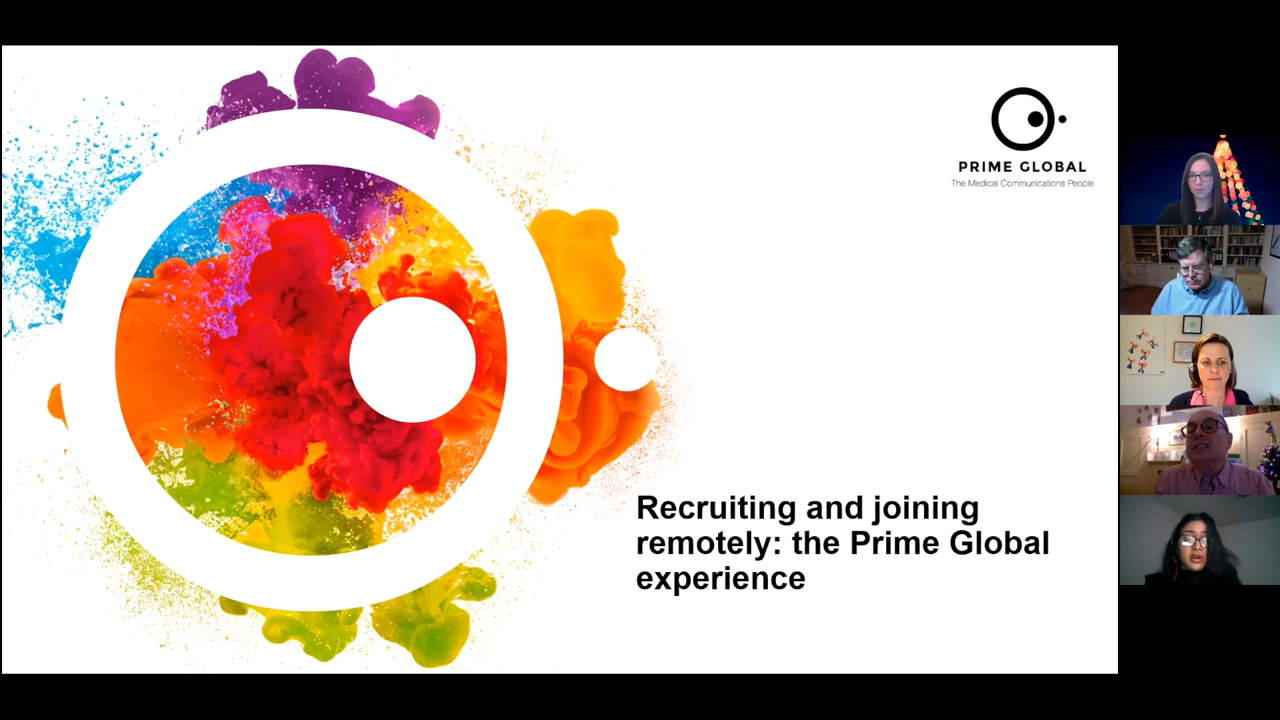 PRIME GLOBAL
The Medical Communications People
Recruiting and joining
remotely: the Prime Global
experience